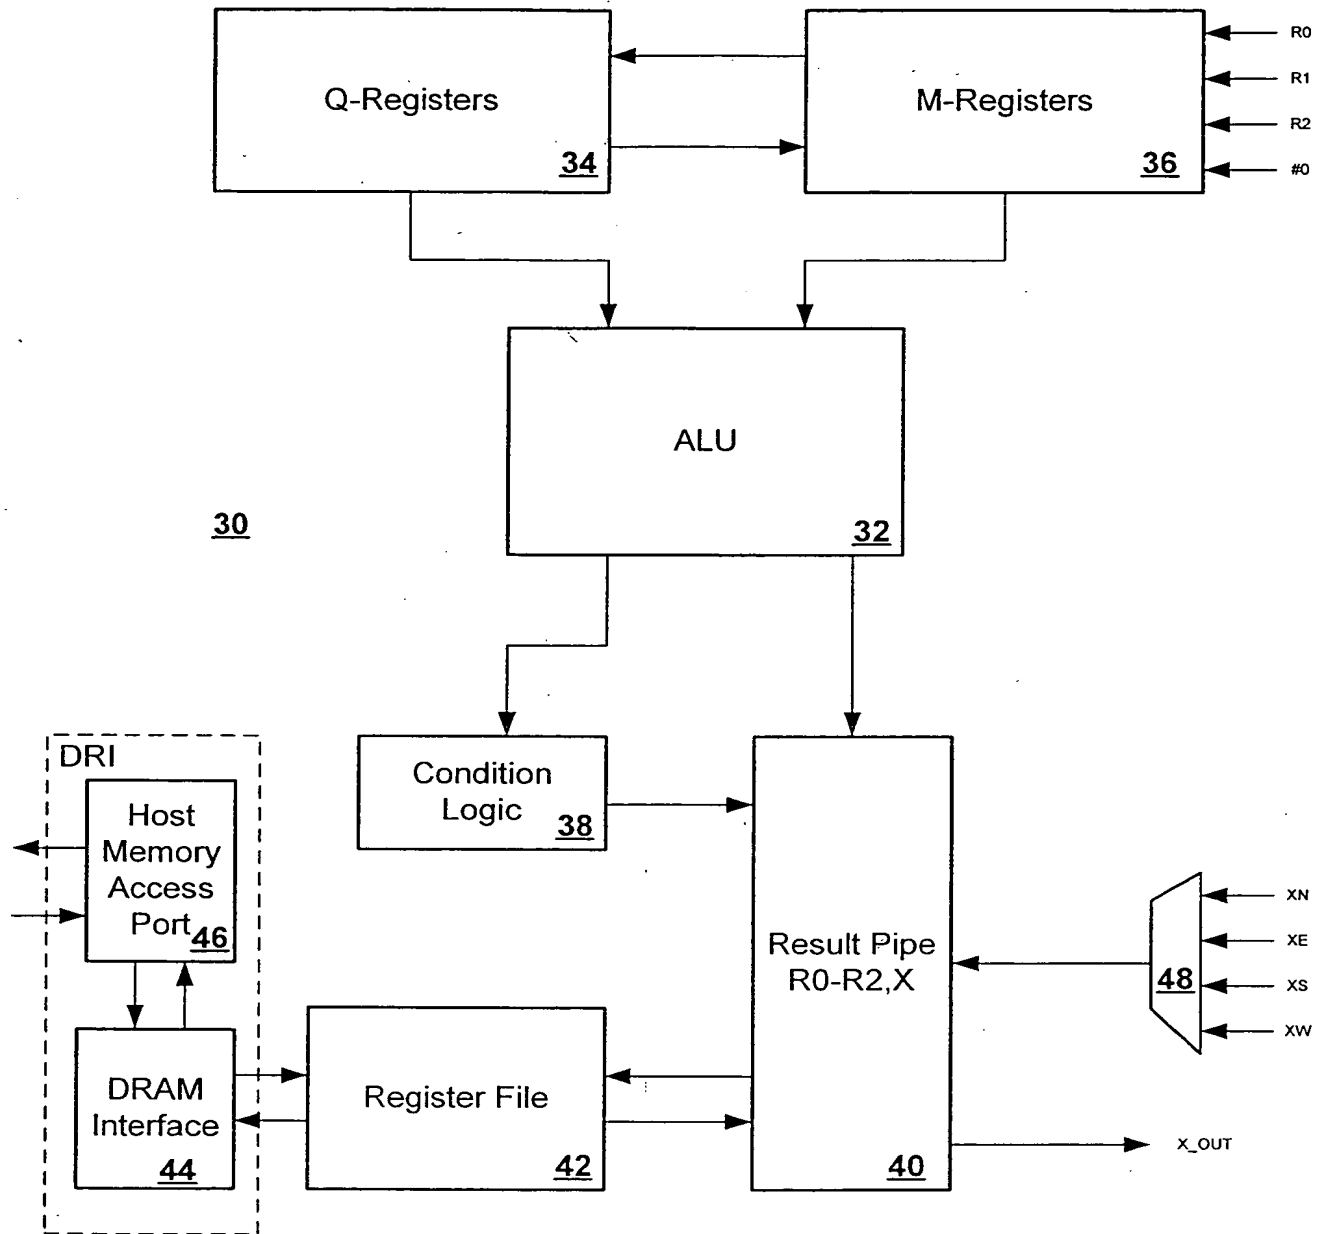 Q-Registers
34
M-Registers
36
R0
R1
R2
#0
ALU
32
30
DRI
Host
Memory
Access
Port
46
Condition
Logic
38
Result Pipe
R0-R2,X
40
XN
XE
XS
XW
48
DRAM
Interface
44
Register File
42
X_OUT